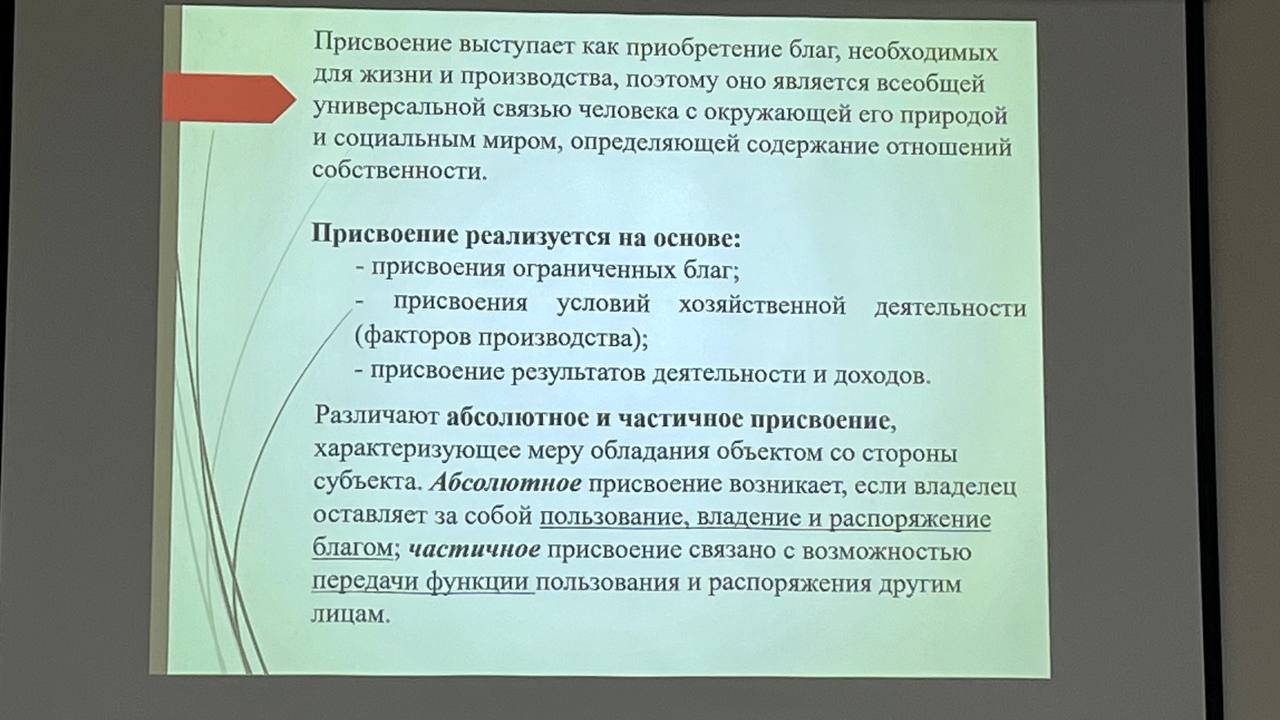 Присвоение выступает как приобретение благ, необходимых
для жизни и производства, поэтому оно является всеобщей
универсальной связью человека с окружающей его природой
и социальным миром, определяющей содержание отношений
собственности.
Присвоение реализуется на основе:
- присвоения ограниченных благ;
- присвоения условий хозяйственной деятельности
(факторов производства);
- присвоение результатов деятельности и доходов.
Различают абсолютное и частичное присвоение,
характеризующее меру обладания объектом со стороны
субъекта. Абсолютное присвоение возникает, если владелец
оставляет за собой пользование, владение и распоряжение
благом; частичное присвоение связано с возможностью
передачи функции пользования и распоряжения другим
лицам.